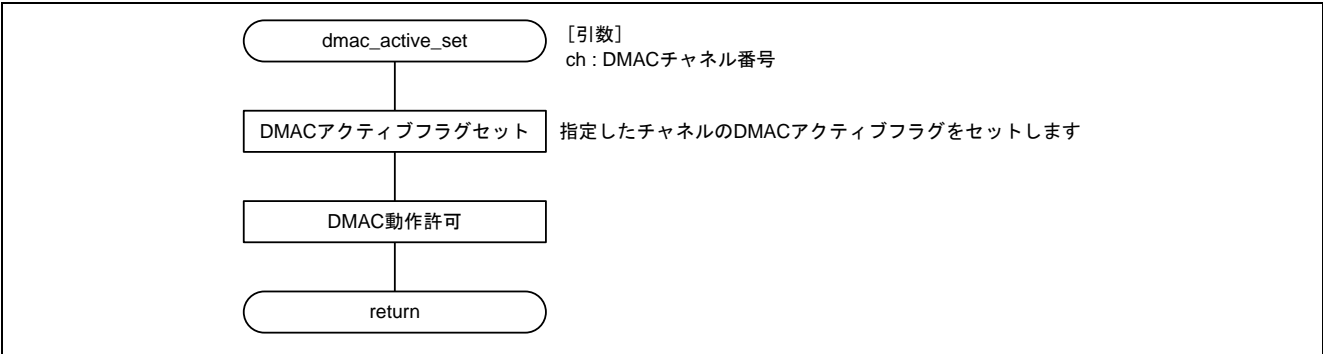 dmac_active_set
［引数］
ch : DMACチャネル番号
DMACアクティブフラグセット
指定したチャネルのDMACアクティブフラグをセットします
DMAC動作許可
return